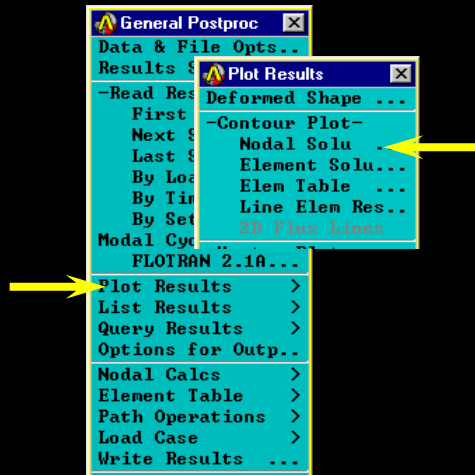 General Postproc
Data & File Opts..
Results S
-Read Res
First
Next S
Last S
By Loa
By Tim
By Set
Modal Cyc
FLOTRAN 2.1A...
Plot Results >
List Results >
Query Results >
Options for Outp..
Nodal Calcs >
Element Table >
Path Operations >
Load Case >
Write Results ...
Plot Results
Deformed Shape ...
-Contour Plot-
Nodal Solu ..
Element Solu...
Elem Table ...
Line Elem Res..
2D Flux Lines